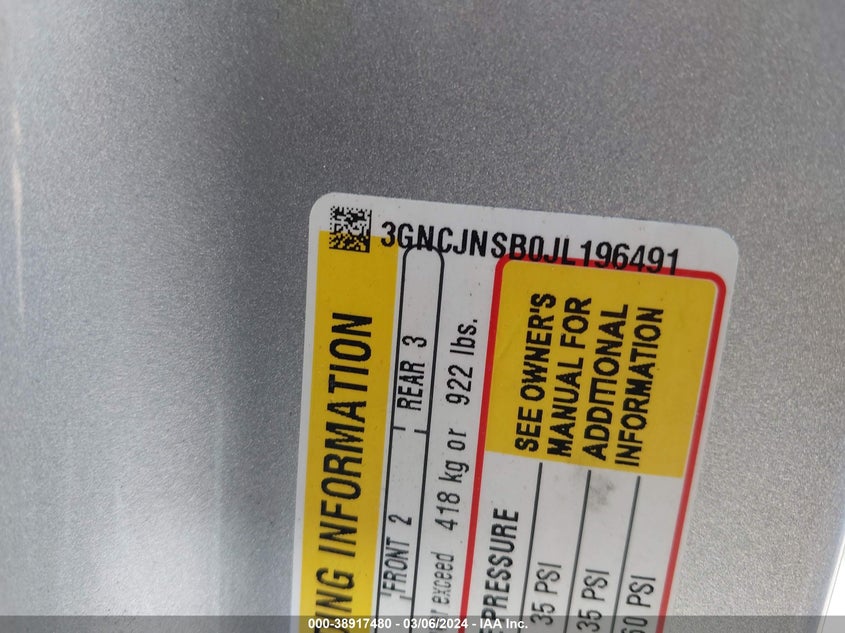 3GNCJNSB0JL196491
ING INFORMATION
FRONT 2 REAR 3
exceed 418 kg or 922 lbs.
PRESSURE
SEE OWNER'S
MANUAL FOR
ADDITIONAL
INFORMATION
35 PSI
35 PSI
60 PSI
000-38917480 - 03/06/2024 - IAA Inc.